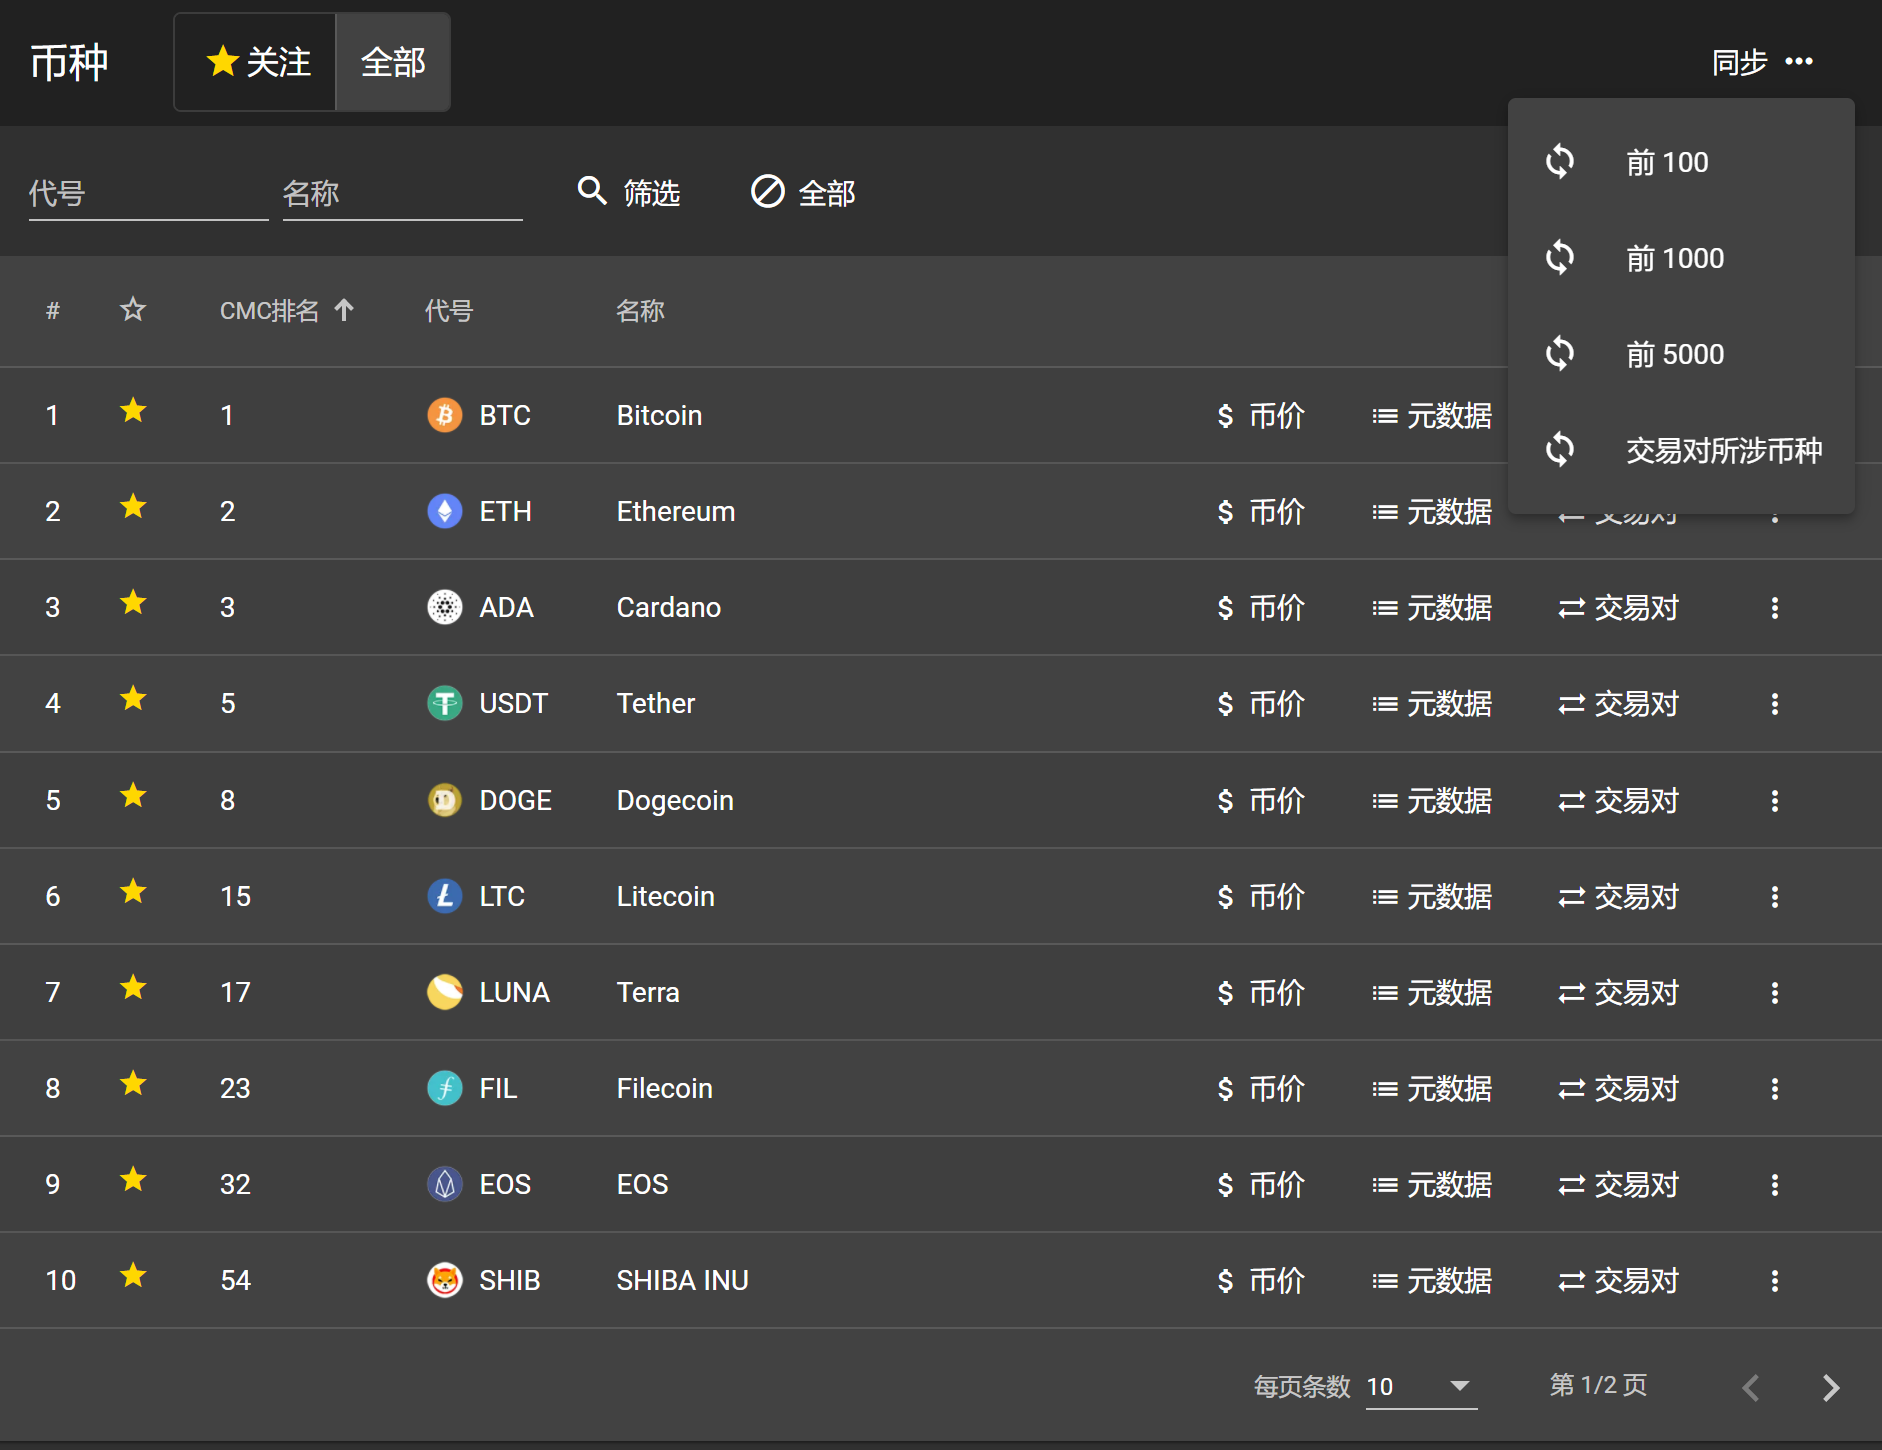 币种
关注
全部
同步
前 100
前 1000
前 5000
交易对所涉币种
代号
名称
筛选
全部
# CMC排名 代号 名称
1 1 BTC Bitcoin $ 币价 元数据
2 2 ETH Ethereum $ 币价 元数据 交易对
3 3 ADA Cardano $ 币价 元数据 交易对
4 5 USDT Tether $ 币价 元数据 交易对
5 8 DOGE Dogecoin $ 币价 元数据 交易对
6 15 LTC Litecoin $ 币价 元数据 交易对
7 17 LUNA Terra $ 币价 元数据 交易对
8 23 FIL Filecoin $ 币价 元数据 交易对
9 32 EOS EOS $ 币价 元数据 交易对
10 54 SHIB SHIBA INU $ 币价 元数据 交易对
每页条数 10 第 1/2 页